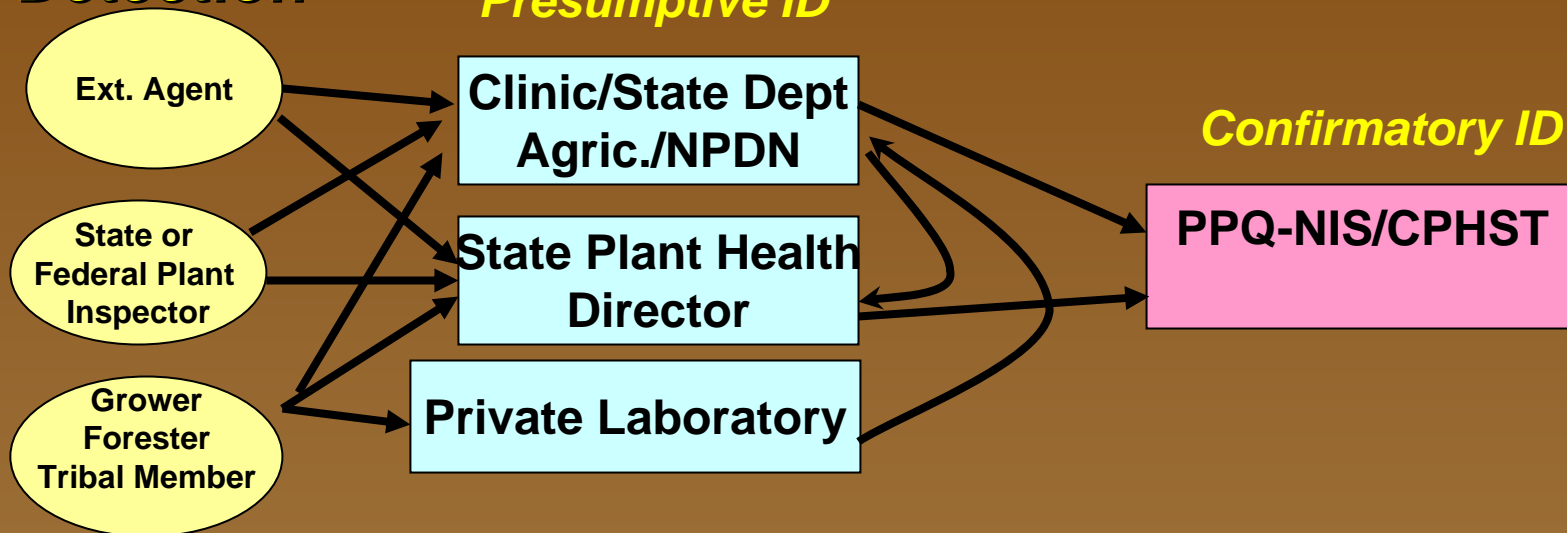 Detection
Presumptive ID
Confirmatory ID
Ext. Agent
State or
Federal Plant
Inspector
Grower
Forester
Tribal Member
Clinic/State Dept
Agric./NPDN
State Plant Health
Director
Private Laboratory
PPQ-NIS/CPHST